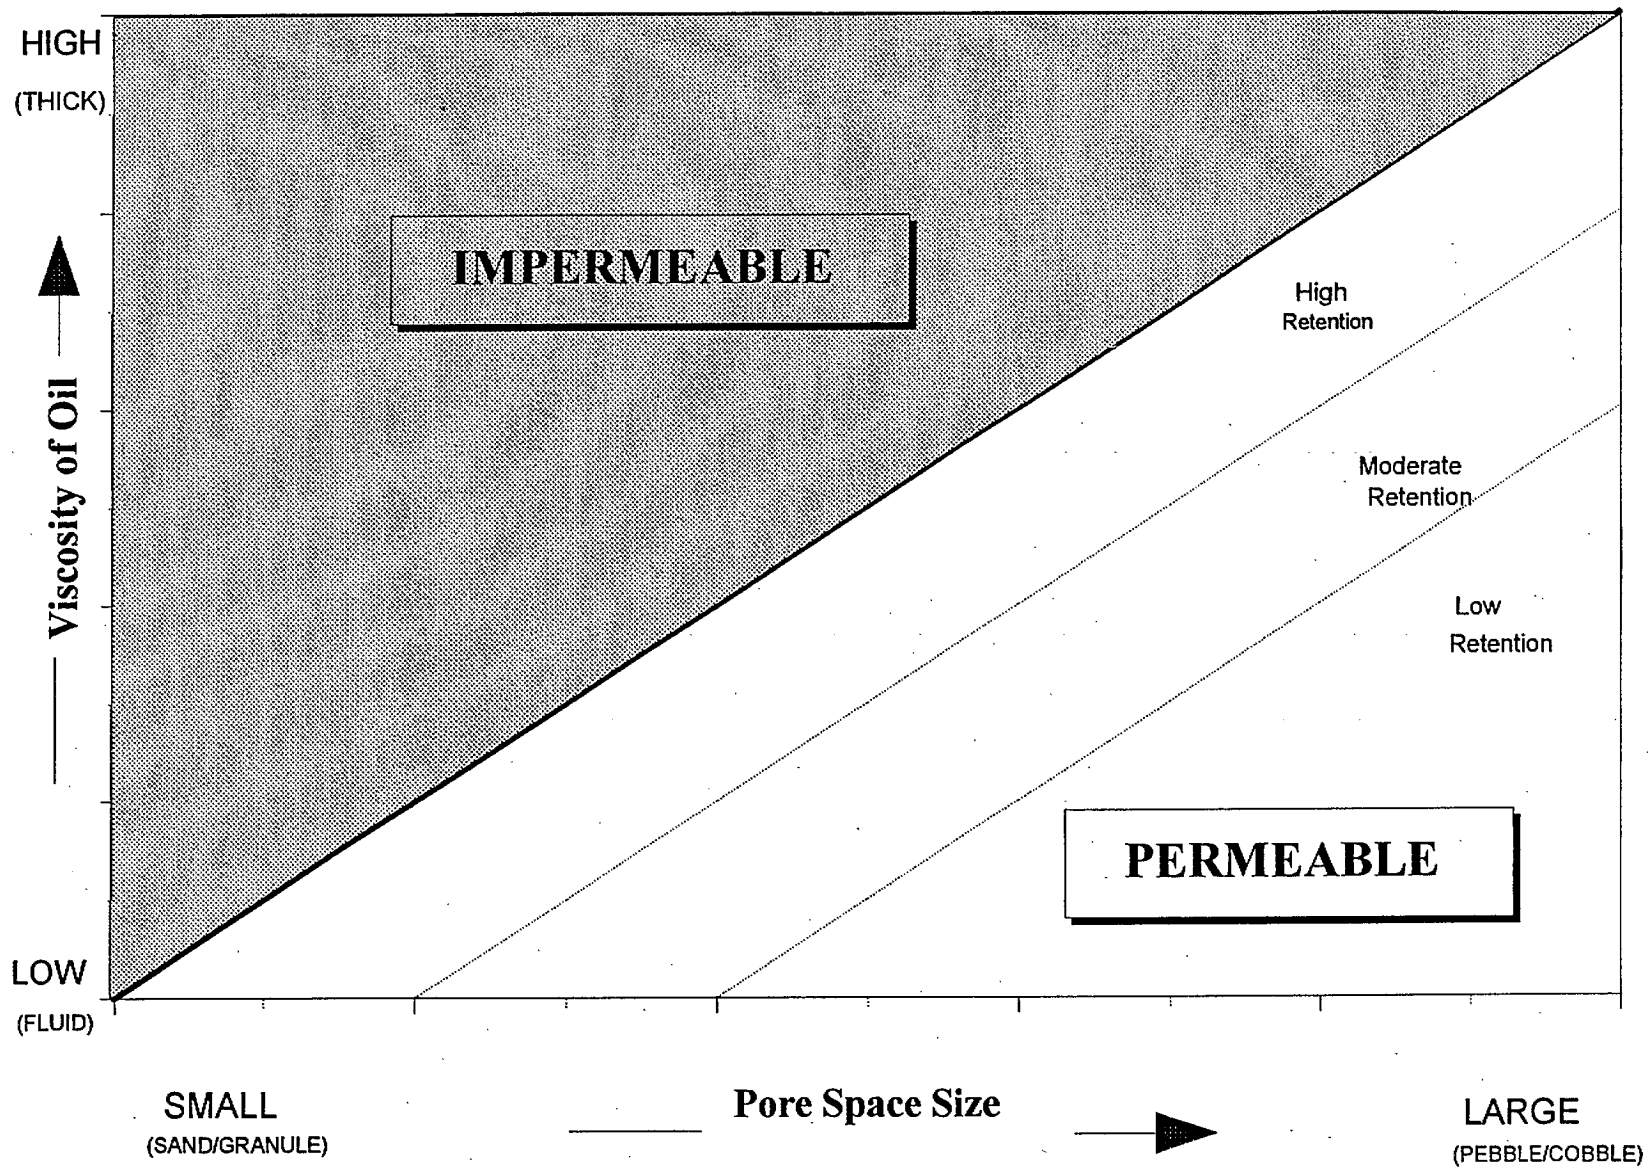 HIGH
(THICK)
IMPERMEABLE
High
Retention
Viscosity of Oil
Moderate
Retention
Low
Retention
PERMEABLE
LOW
(FLUID)
SMALL
(SAND/GRANULE)
Pore Space Size
LARGE
(PEBBLE/COBBLE)